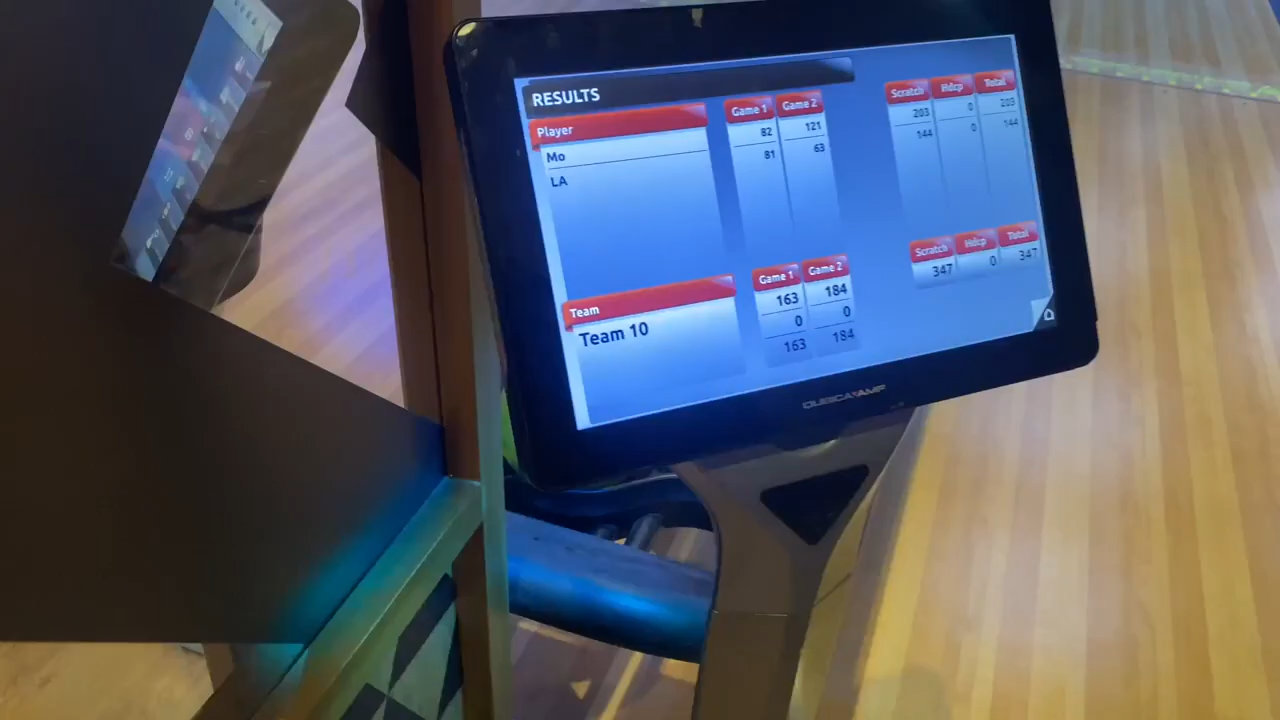 RESULTS
Player Game 1 Game 2 Scratch Hdcp Total
Mo 82 121 203 0 203
LA 81 63 144 0 144
Team Game 1 Game 2 Scratch Hdcp Total
Team 10 163 184 347 0 347
0 0
163 184
QUBICAAMF